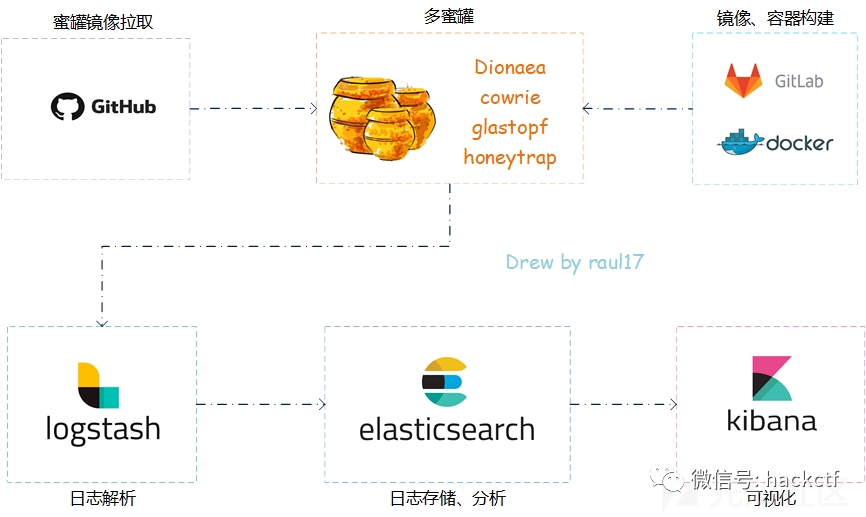 蜜罐镜像拉取
多蜜罐
镜像、容器构建
GitHub
Dionaea
cowrie
glastopf
honeytrap
GitLab
docker
Drew by raul17
logstash
elasticsearch
kibana
微信号: hackctf
日志解析
日志存储、分析
可视化